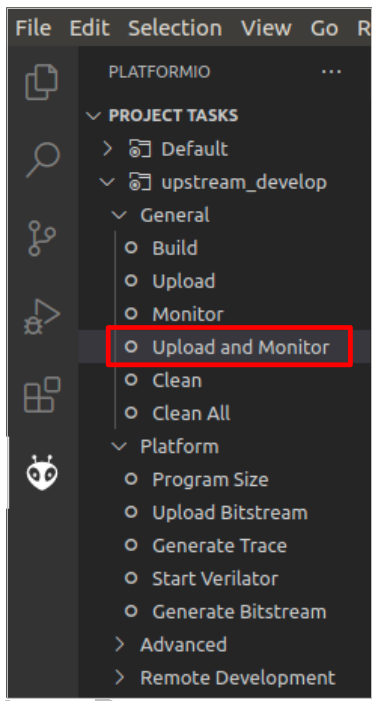 File Edit Selection View Go R
PLATFORMIO ...
PROJECT TASKS
Default
upstream_develop
General
Build
Upload
Monitor
Upload and Monitor
Clean
Clean All
Platform
Program Size
Upload Bitstream
Generate Trace
Start Verilator
Generate Bitstream
Advanced
Remote Development